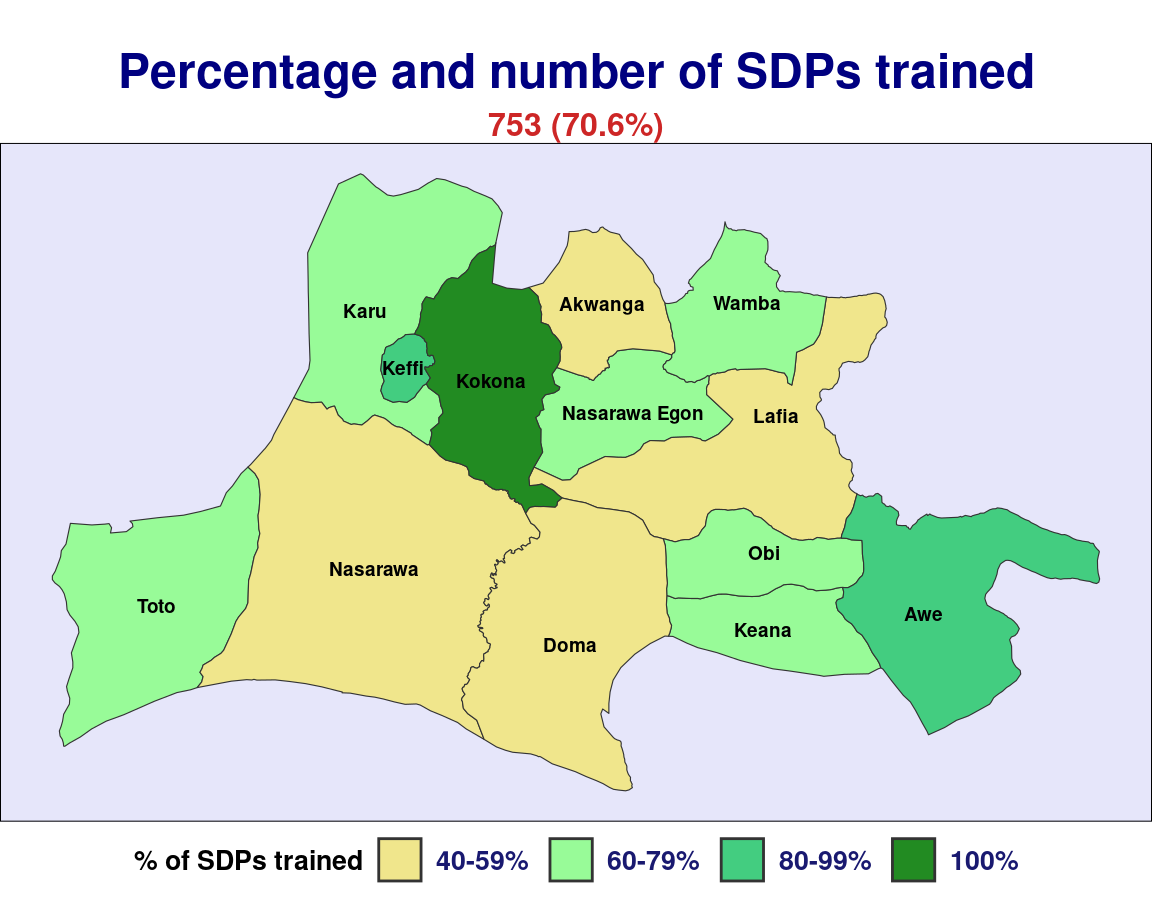 Percentage and number of SDPs trained
753 (70.6%)
Karu
Akwanga
Wamba
Keffi
Kokona
Nasarawa Egon
Lafia
Obi
Nasarawa
Toto
Awe
Keana
Doma
% of SDPs trained 40-59% 60-79% 80-99% 100%